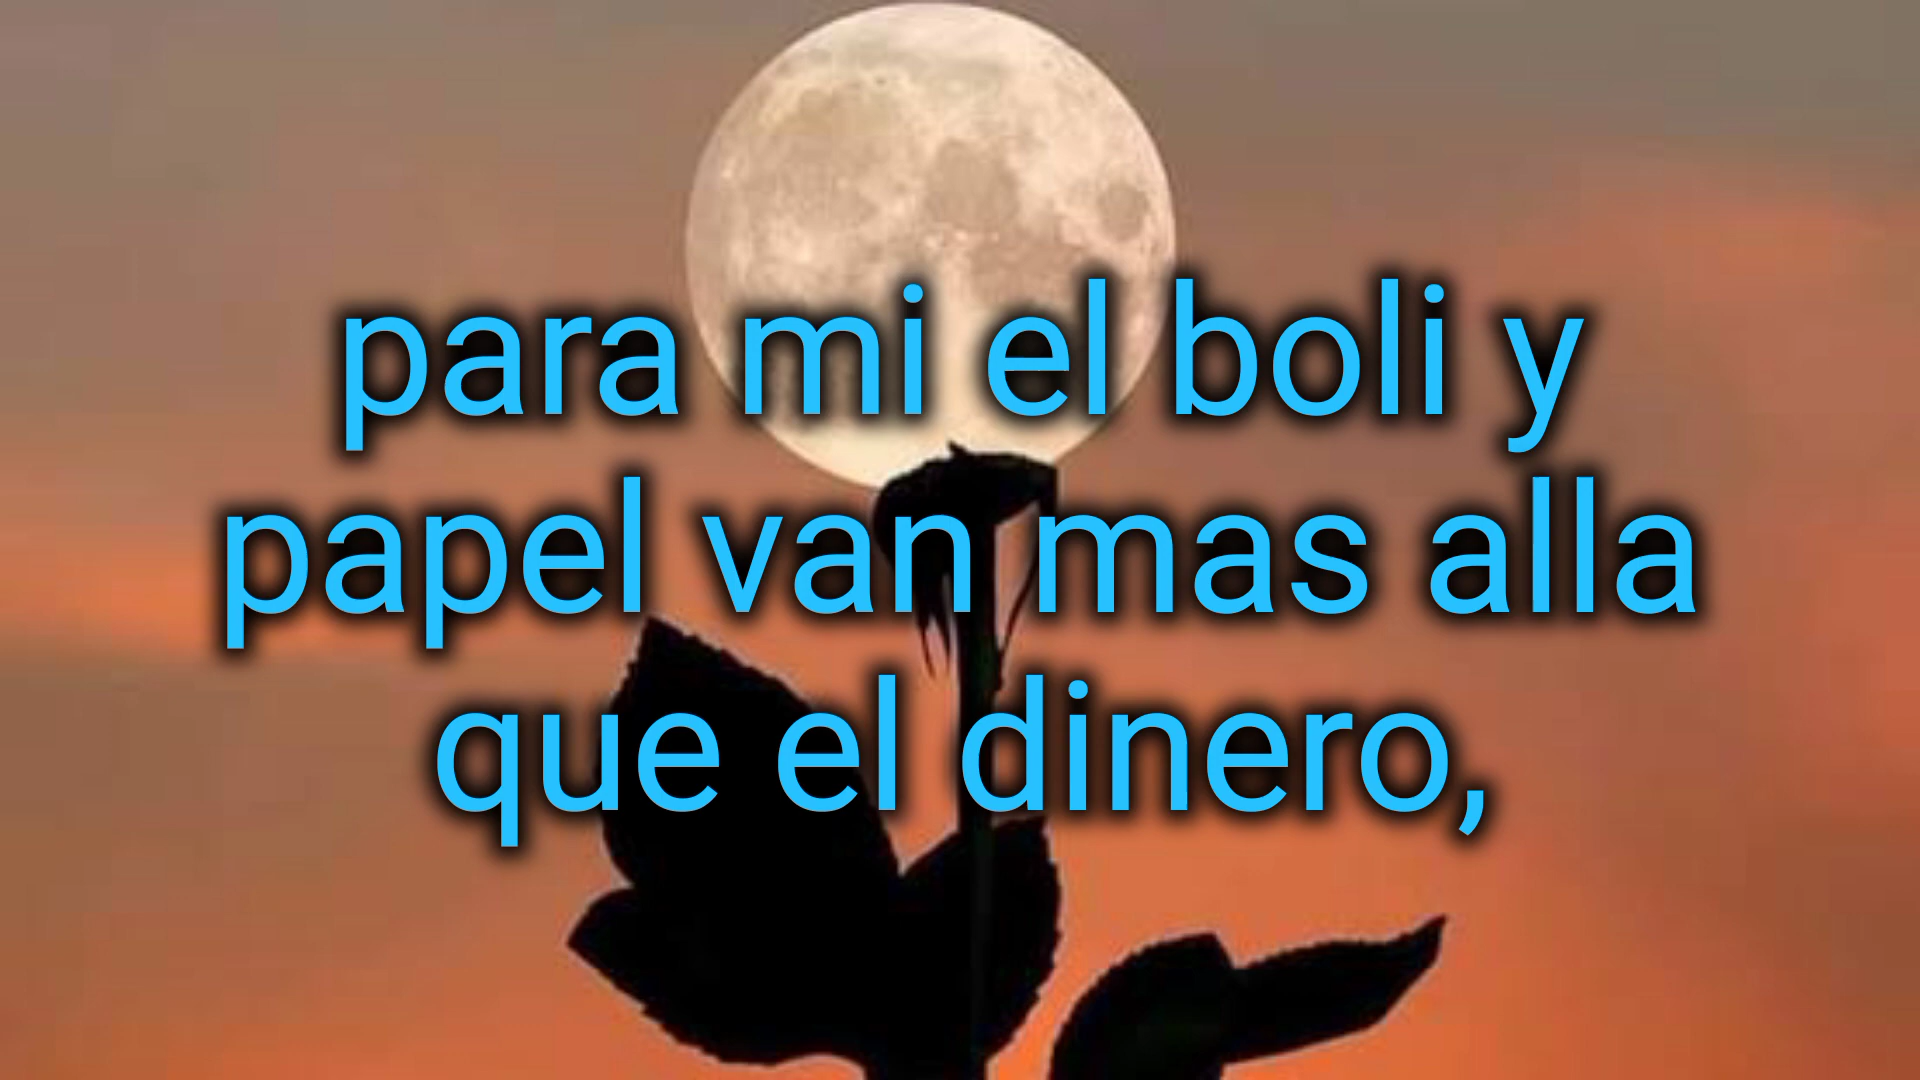 para mi el boli y
papel van mas alla
que el dinero,